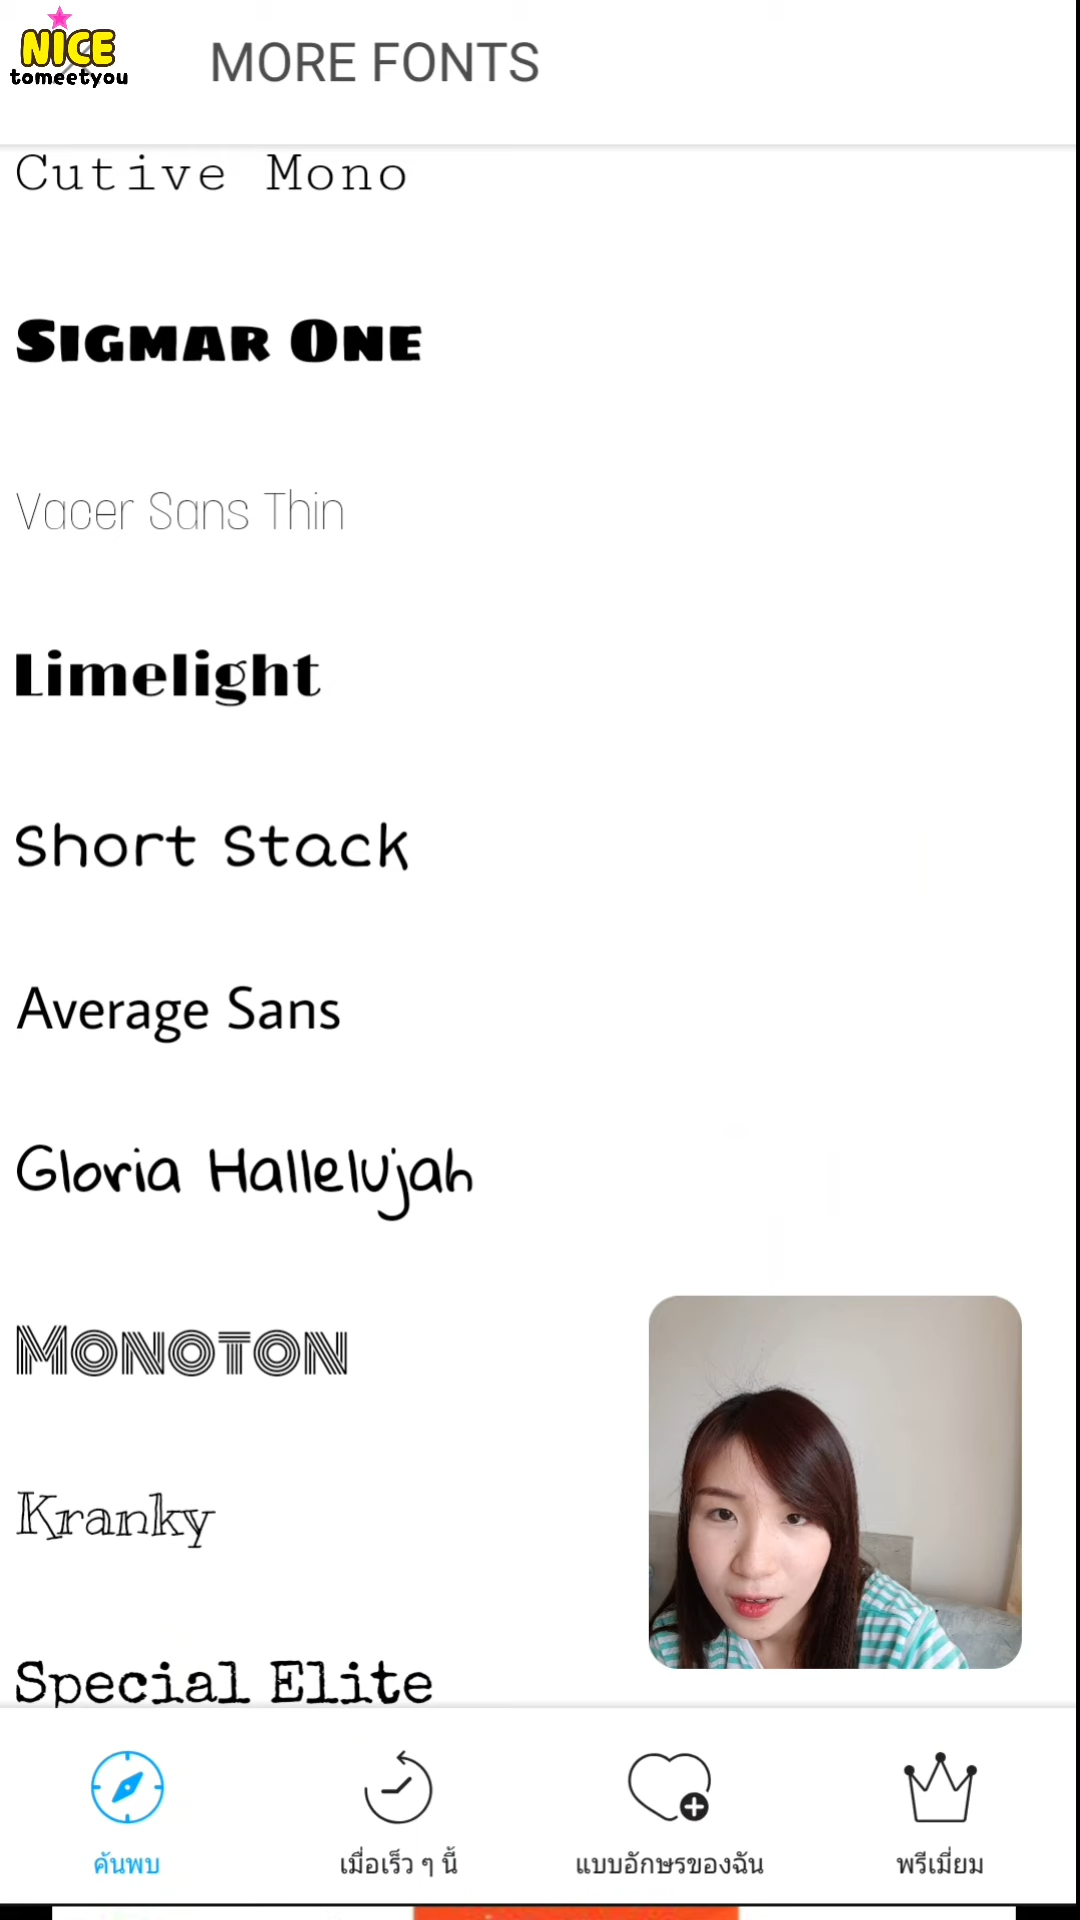 NICE
tomeetyou
MORE FONTS
Cutive Mono
Sigmar One
Vacer Sans Thin
Limelight
Short Stack
Average Sans
Gloria Hallelujah
MONOTON
Kranky
Special Elite
ค้นพบ
เมื่อเร็ว ๆ นี้
แบบอักษรของฉัน
พรีเมี่ยม